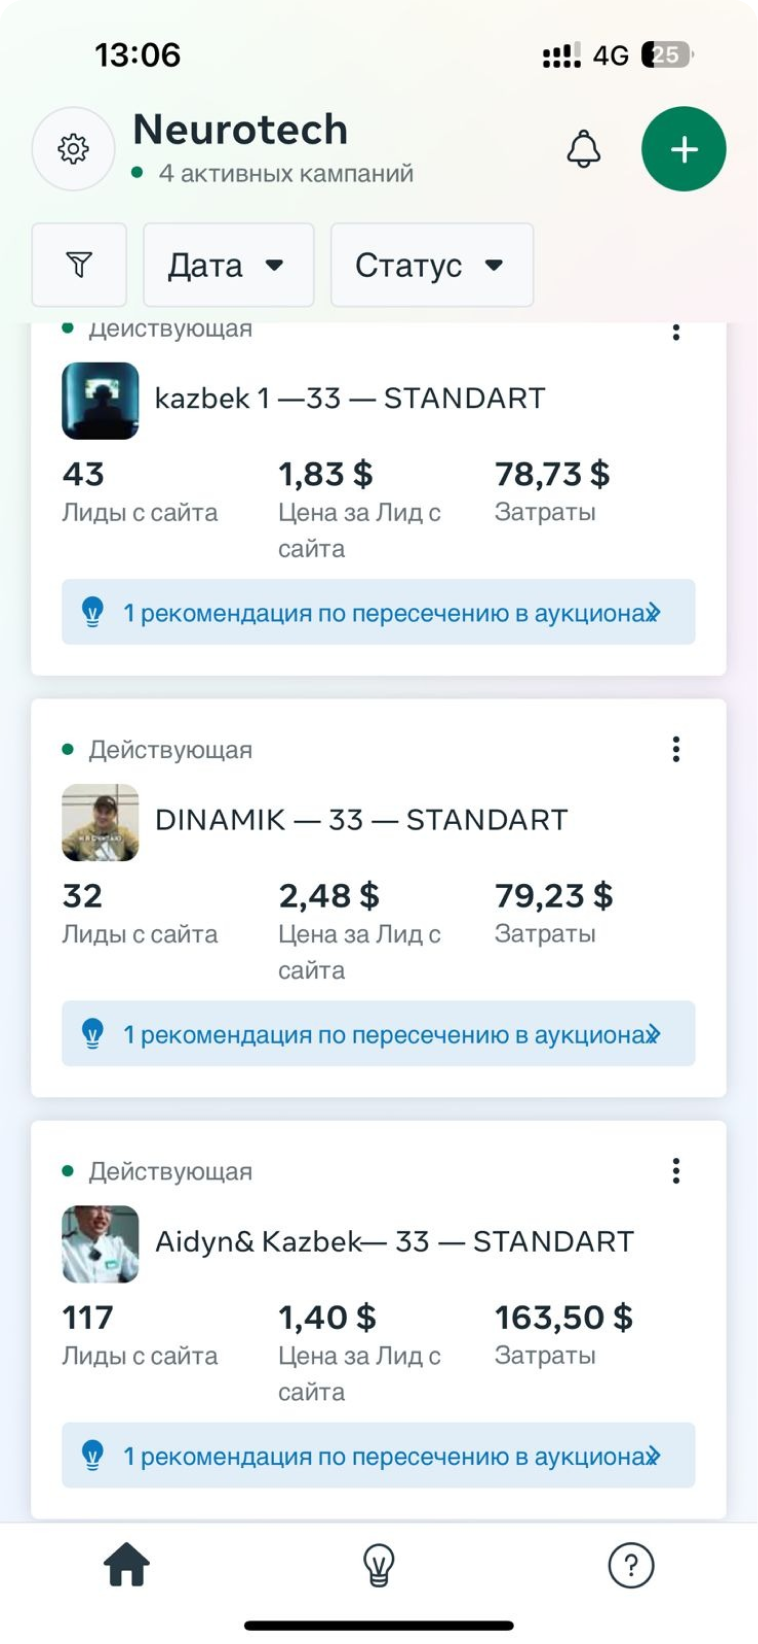 13:06
4G 25
Neurotech
4 активных кампаний
Дата
Статус
Действующая
kazbek 1 —33 — STANDART
43
1,83 $
78,73 $
Лиды с сайта
Цена за Лид с
Затраты
сайта
1 рекомендация по пересечению в аукционах
Действующая
DINAMIK — 33 — STANDART
32
2,48 $
79,23 $
Лиды с сайта
Цена за Лид с
Затраты
сайта
1 рекомендация по пересечению в аукционах
Действующая
Aidyn& Kazbek— 33 — STANDART
117
1,40 $
163,50 $
Лиды с сайта
Цена за Лид с
Затраты
сайта
1 рекомендация по пересечению в аукционах